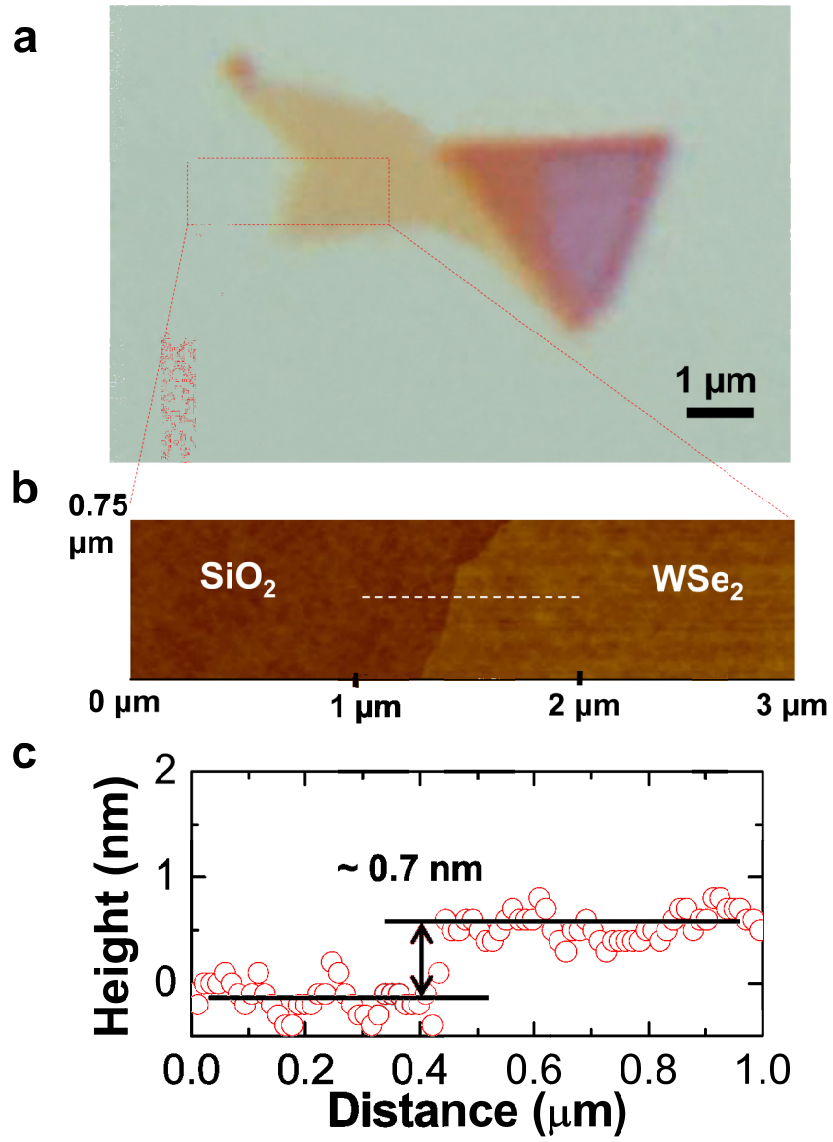 a
1 µm
b
0.75
µm
SiO₂
WSe₂
0 µm
1 µm
2 µm
3 µm
c
2
1
0
Height (nm)
~ 0.7 nm
0.0 0.2 0.4 0.6 0.8 1.0
Distance (µm)